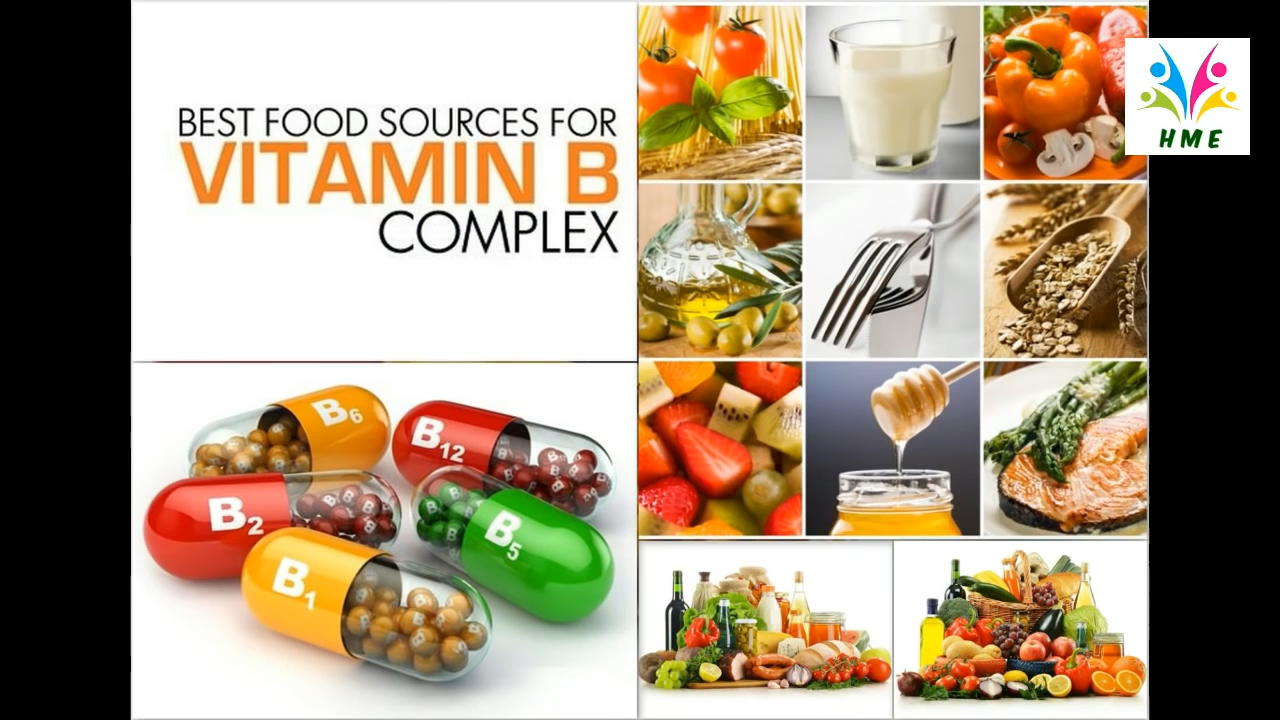 BEST FOOD SOURCES FOR
VITAMIN B
COMPLEX
HME
B6
B12
B2
B5
B1